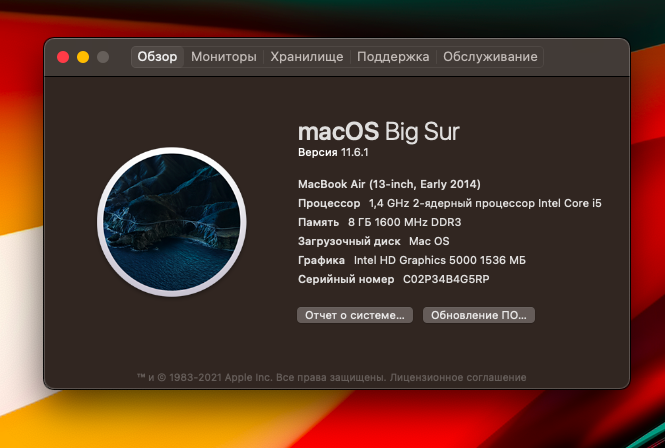 Обзор Мониторы Хранилище Поддержка Обслуживание
macOS Big Sur
Версия 11.6.1
MacBook Air (13-inch, Early 2014)
Процессор 1,4 GHz 2-ядерный процессор Intel Core i5
Память 8 ГБ 1600 MHz DDR3
Загрузочный диск Mac OS
Графика Intel HD Graphics 5000 1536 МБ
Серийный номер C02P34B4G5RP
Отчет о системе... Обновление ПО...
™ и © 1983-2021 Apple Inc. Все права защищены. Лицензионное соглашение